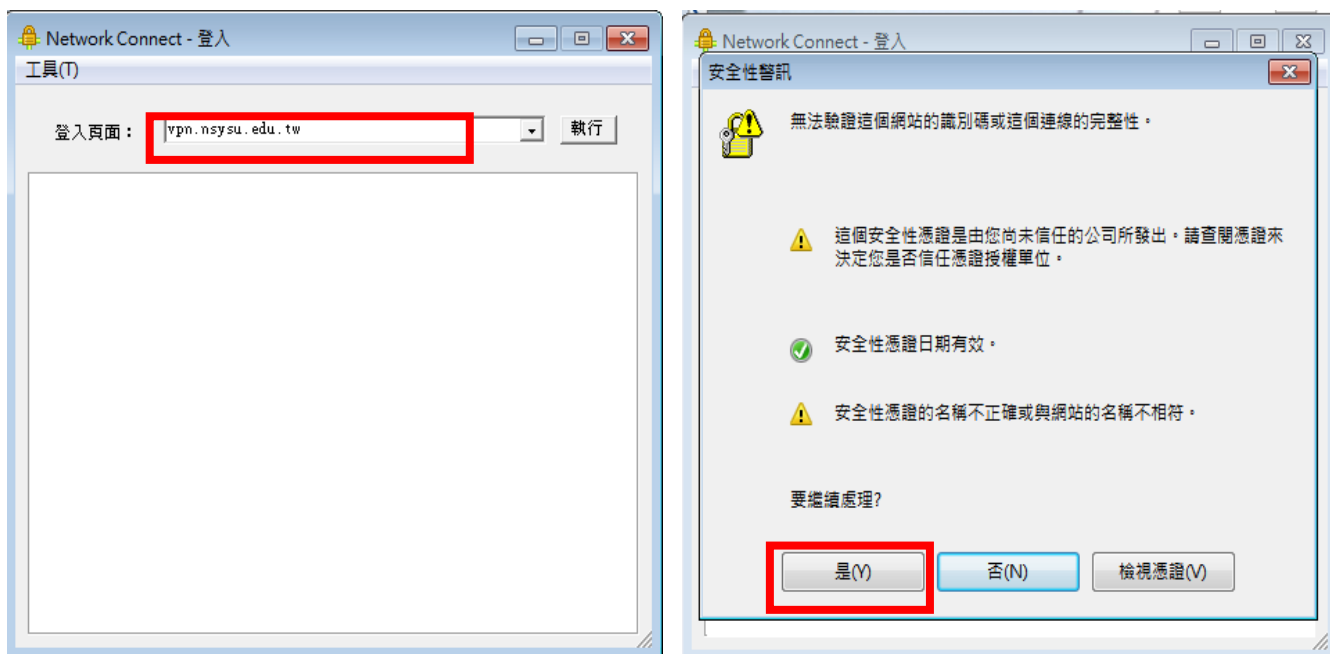 Network Connect - 登入
工具(T)
登入頁面：
vpn.nsysu.edu.tw
執行
Network Connect - 登入
安全性警訊
無法驗證這個網站的識別碼或這個連線的完整性。
這個安全性憑證是由您尚未信任的公司所發出。請查閱憑證來
決定您是否信任憑證授權單位。
安全性憑證日期有效。
安全性憑證的名稱不正確或與網站的名稱不相符。
要繼續處理?
是(Y)
否(N)
檢視憑證(V)